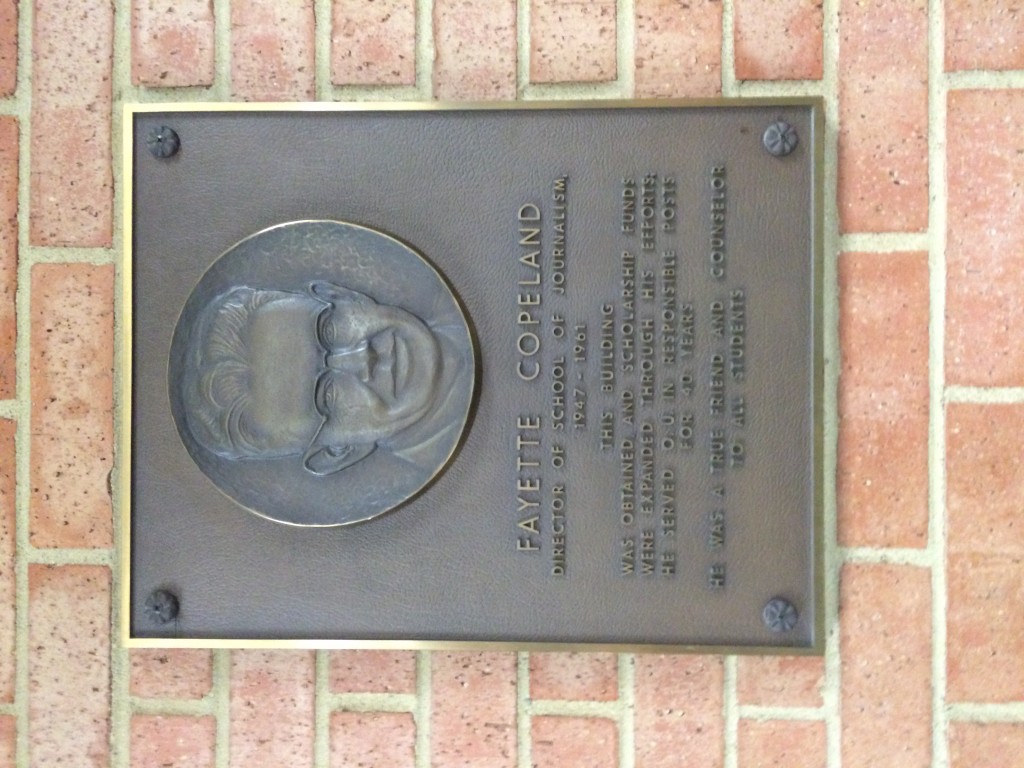 FAYETTE COPELAND
DIRECTOR OF SCHOOL OF JOURNALISM,
1947-1961
THIS BUILDING
WAS OBTAINED AND SCHOLARSHIP FUNDS
WERE EXPANDED THROUGH HIS EFFORTS.
HE SERVED O.U. IN RESPONSIBLE POSTS
FOR 40 YEARS.
HE WAS A TRUE FRIEND AND COUNSELOR
TO ALL STUDENTS